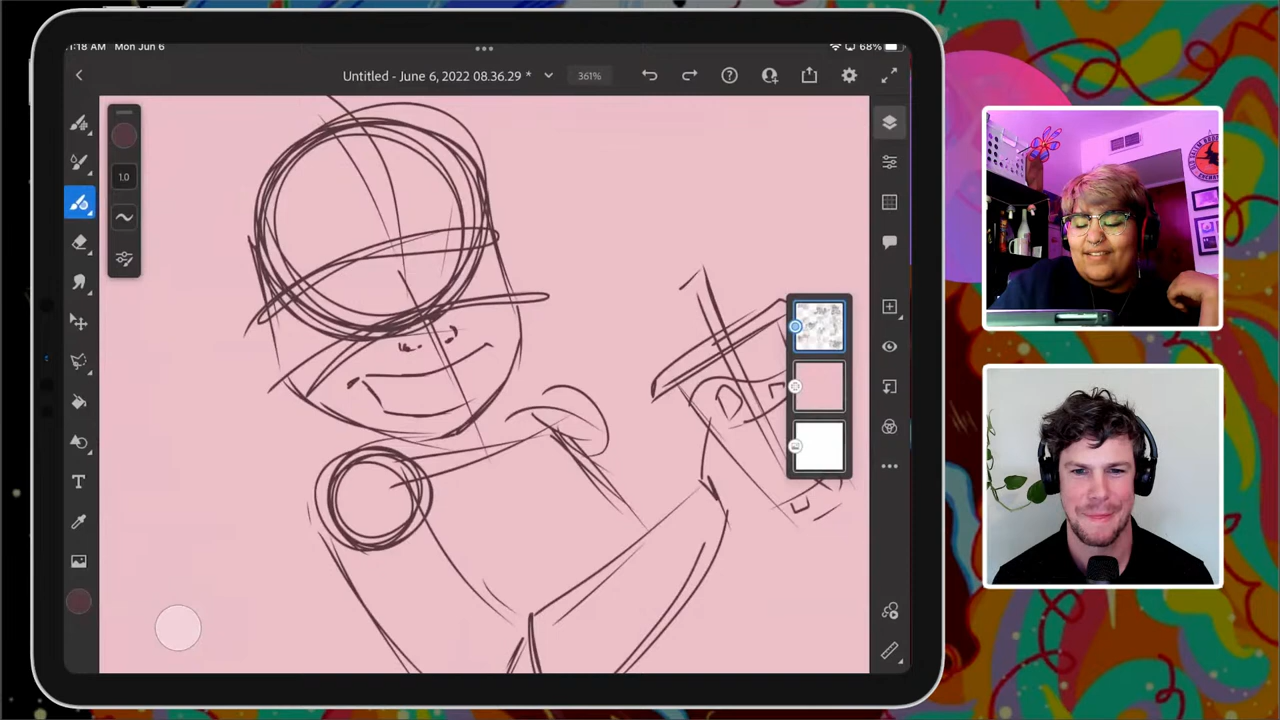 1:18 AM Mon Jun 6
68%
Untitled - June 6, 2022 08.36.29 *
361%
1.0
T